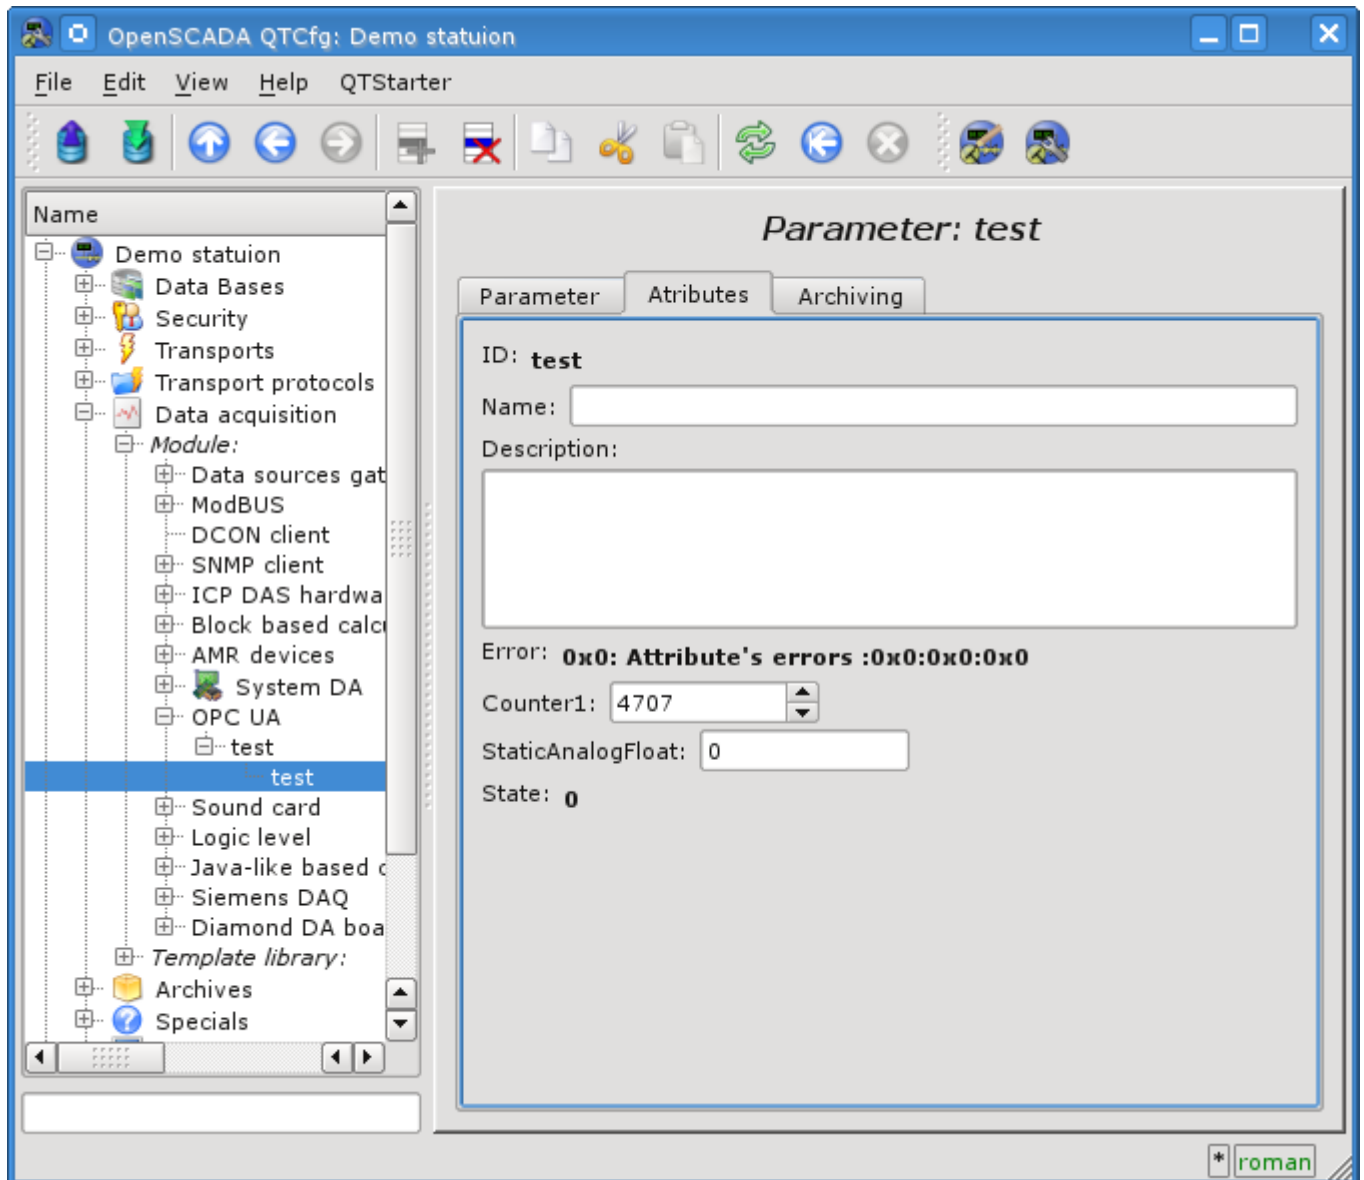 OpenSCADA QTCfg: Demo statuion
File Edit View Help QTStarter
Name
Demo statuion
Data Bases
Security
Transports
Transport protocols
Data acquisition
Module:
Data sources gat
ModBUS
DCON client
SNMP client
ICP DAS hardwa
Block based calcu
AMR devices
System DA
OPC UA
test
test
Sound card
Logic level
Java-like based c
Siemens DAQ
Diamond DA boa
Template library:
Archives
Specials
Parameter: test
Parameter Atributes Archiving
ID: test
Name:
Description:
Error: 0x0: Attribute's errors :0x0:0x0:0x0
Counter1: 4707
StaticAnalogFloat: 0
State: 0
* roman